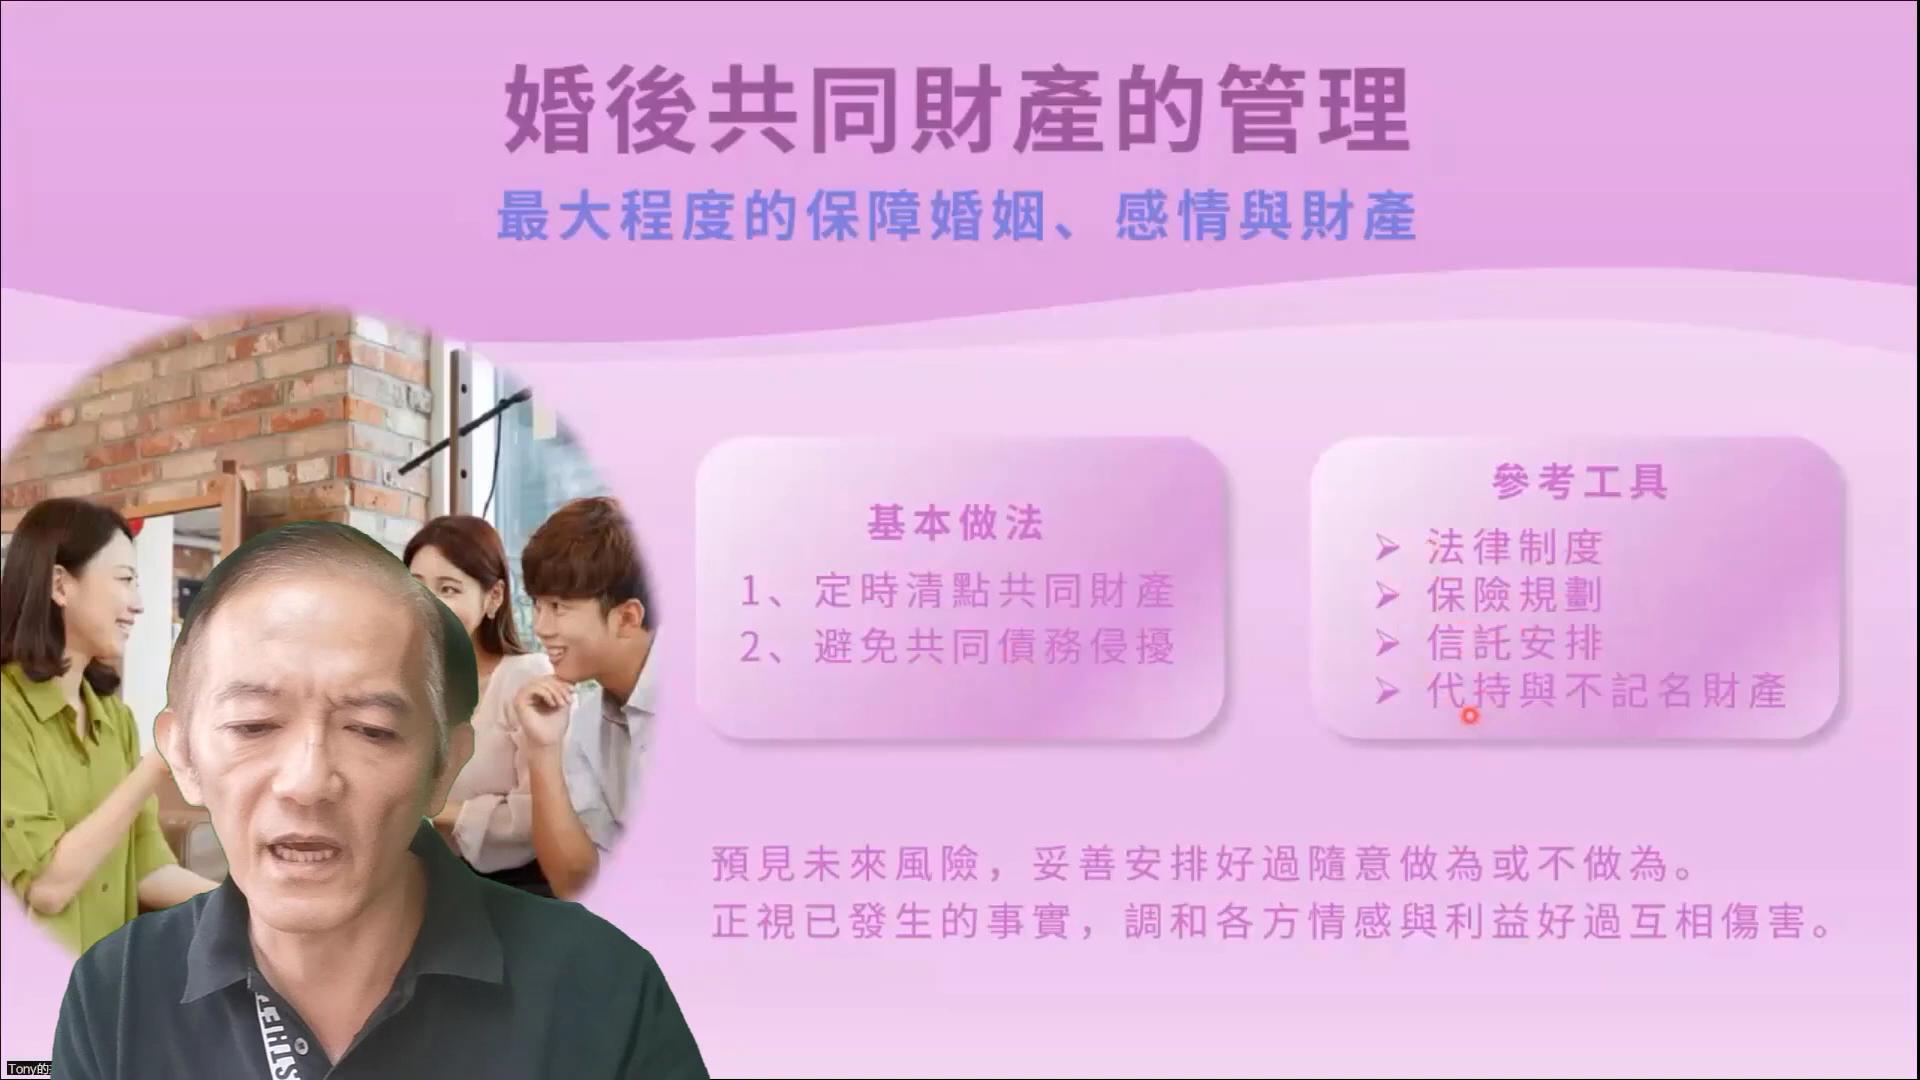 婚後共同財產的管理
最大程度的保障婚姻、感情與財產
基本做法
1、定時清點共同財產
2、避免共同債務侵擾
參考工具
➢ 法律制度
➢ 保險規劃
➢ 信託安排
➢ 代持與不記名財產
預見未來風險，妥善安排好過隨意做為或不做為。
正視已發生的事實，調和各方情感與利益好過互相傷害。
Tony的